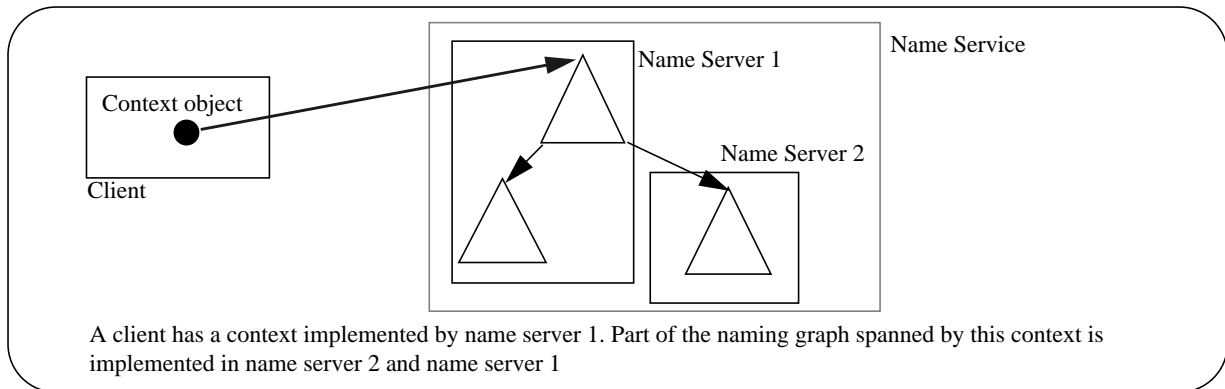 Name Service
Name Server 1
Context object
Name Server 2
Client
A client has a context implemented by name server 1. Part of the naming graph spanned by this context is
implemented in name server 2 and name server 1